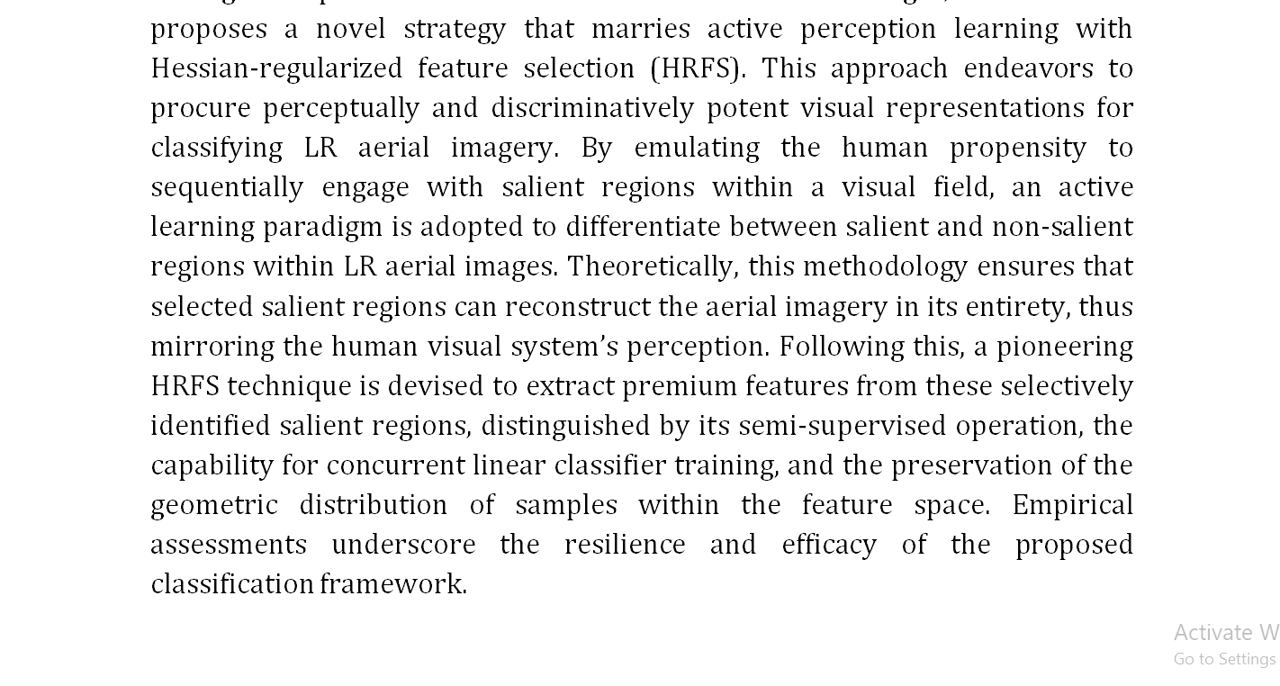 proposes a novel strategy that marries active perception learning with
Hessian-regularized feature selection (HRFS). This approach endeavors to
procure perceptually and discriminatively potent visual representations for
classifying LR aerial imagery. By emulating the human propensity to
sequentially engage with salient regions within a visual field, an active
learning paradigm is adopted to differentiate between salient and non-salient
regions within LR aerial images. Theoretically, this methodology ensures that
selected salient regions can reconstruct the aerial imagery in its entirety, thus
mirroring the human visual system’s perception. Following this, a pioneering
HRFS technique is devised to extract premium features from these selectively
identified salient regions, distinguished by its semi-supervised operation, the
capability for concurrent linear classifier training, and the preservation of the
geometric distribution of samples within the feature space. Empirical
assessments underscore the resilience and efficacy of the proposed
classification framework.
Activate W
Go to Settings